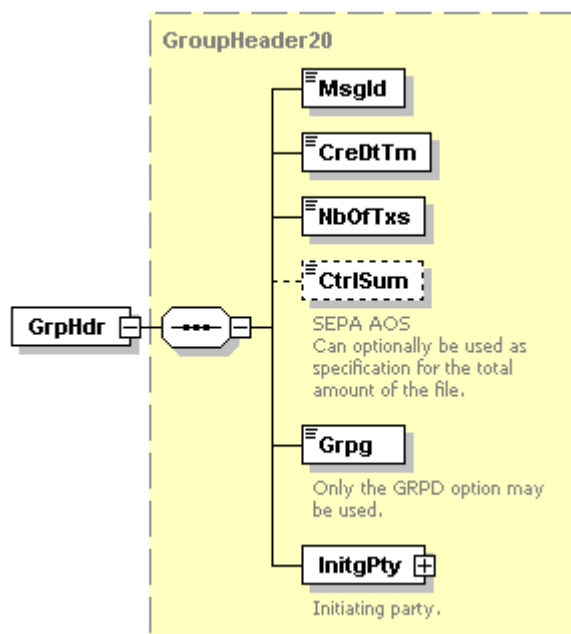 GroupHeader20
MsgId
CreDtTm
NbOfTxs
CtrlSum
SEPA AOS
Can optionally be used as
specification for the total
amount of the file.
GrpHdr
Grpg
Only the GRPD option may
be used.
InitgPty
Initiating party.